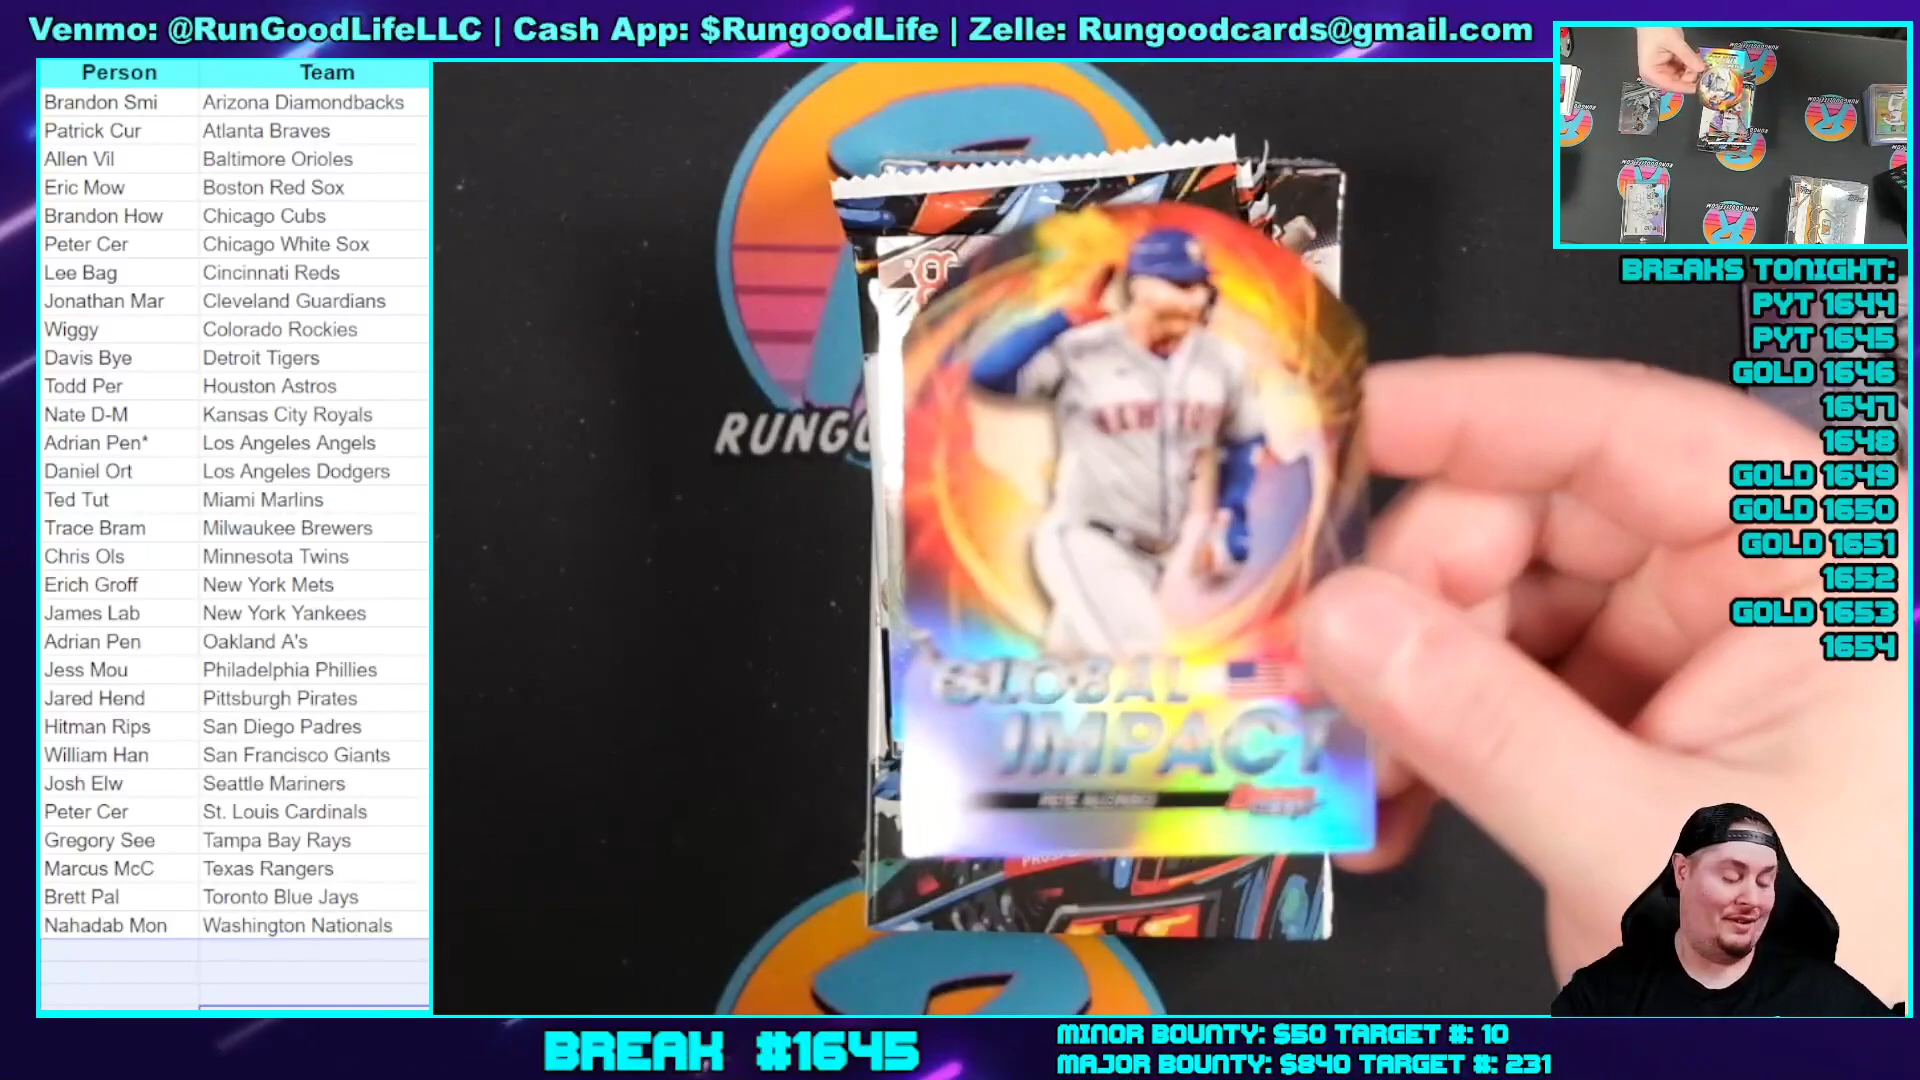 Venmo: @RunGoodLifeLLC | Cash App: $RungoodLife | Zelle: Rungoodcards@gmail.com
Person Team
Brandon Smi Arizona Diamondbacks
Patrick Cur Atlanta Braves
Allen Vil Baltimore Orioles
Eric Mow Boston Red Sox
Brandon How Chicago Cubs
Peter Cer Chicago White Sox
Lee Bag Cincinnati Reds
Jonathan Mar Cleveland Guardians
Wiggy Colorado Rockies
Davis Bye Detroit Tigers
Todd Per Houston Astros
Nate D-M Kansas City Royals
Adrian Pen* Los Angeles Angels
Daniel Ort Los Angeles Dodgers
Ted Tut Miami Marlins
Trace Bram Milwaukee Brewers
Chris Ols Minnesota Twins
Erich Groff New York Mets
James Lab New York Yankees
Adrian Pen Oakland A's
Jess Mou Philadelphia Phillies
Jared Hend Pittsburgh Pirates
Hitman Rips San Diego Padres
William Han San Francisco Giants
Josh Elw Seattle Mariners
Peter Cer St. Louis Cardinals
Gregory See Tampa Bay Rays
Marcus McC Texas Rangers
Brett Pal Toronto Blue Jays
Nahadab Mon Washington Nationals
RUNGO
NEW YORK
GLOBAL
IMPACT
BREAKS TONIGHT:
PYT 1644
PYT 1645
GOLD 1646
1647
1648
GOLD 1649
GOLD 1650
GOLD 1651
1652
GOLD 1653
1654
BREAK #1645
MINOR BOUNTY: $50 TARGET #: 10
MAJOR BOUNTY: $840 TARGET #: 231